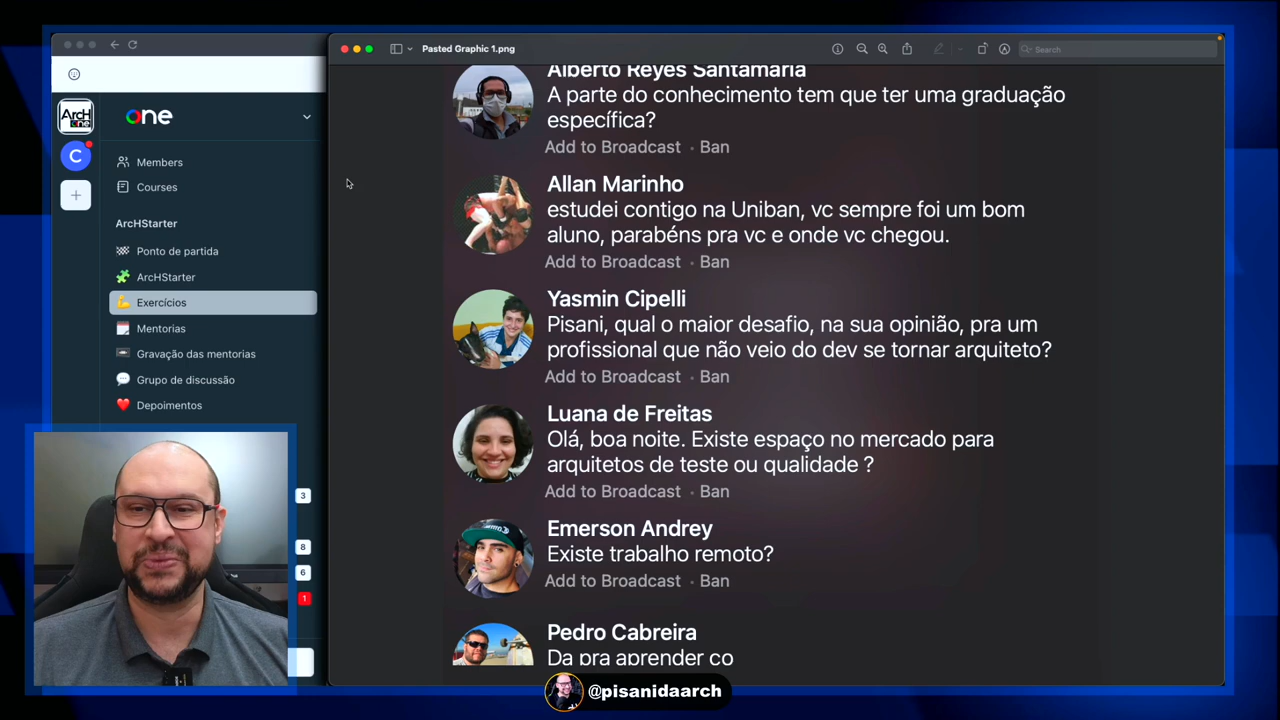 Pasted Graphic 1.png
Search
ArcH
one
one
C
Members
Courses
ArcHStarter
Ponto de partida
ArcHStarter
Exercícios
Mentorias
Gravação das mentorias
Grupo de discussão
Depoimentos
3
8
6
1
Alberto Reyes Santamaria
A parte do conhecimento tem que ter uma graduação
específica?
Add to Broadcast • Ban
Allan Marinho
estudei contigo na Uniban, vc sempre foi um bom
aluno, parabéns pra vc e onde vc chegou.
Add to Broadcast • Ban
Yasmin Cipelli
Pisani, qual o maior desafio, na sua opinião, pra um
profissional que não veio do dev se tornar arquiteto?
Add to Broadcast • Ban
Luana de Freitas
Olá, boa noite. Existe espaço no mercado para
arquitetos de teste ou qualidade ?
Add to Broadcast • Ban
Emerson Andrey
Existe trabalho remoto?
Add to Broadcast • Ban
Pedro Cabreira
Da pra aprender co
@pisanidaarch